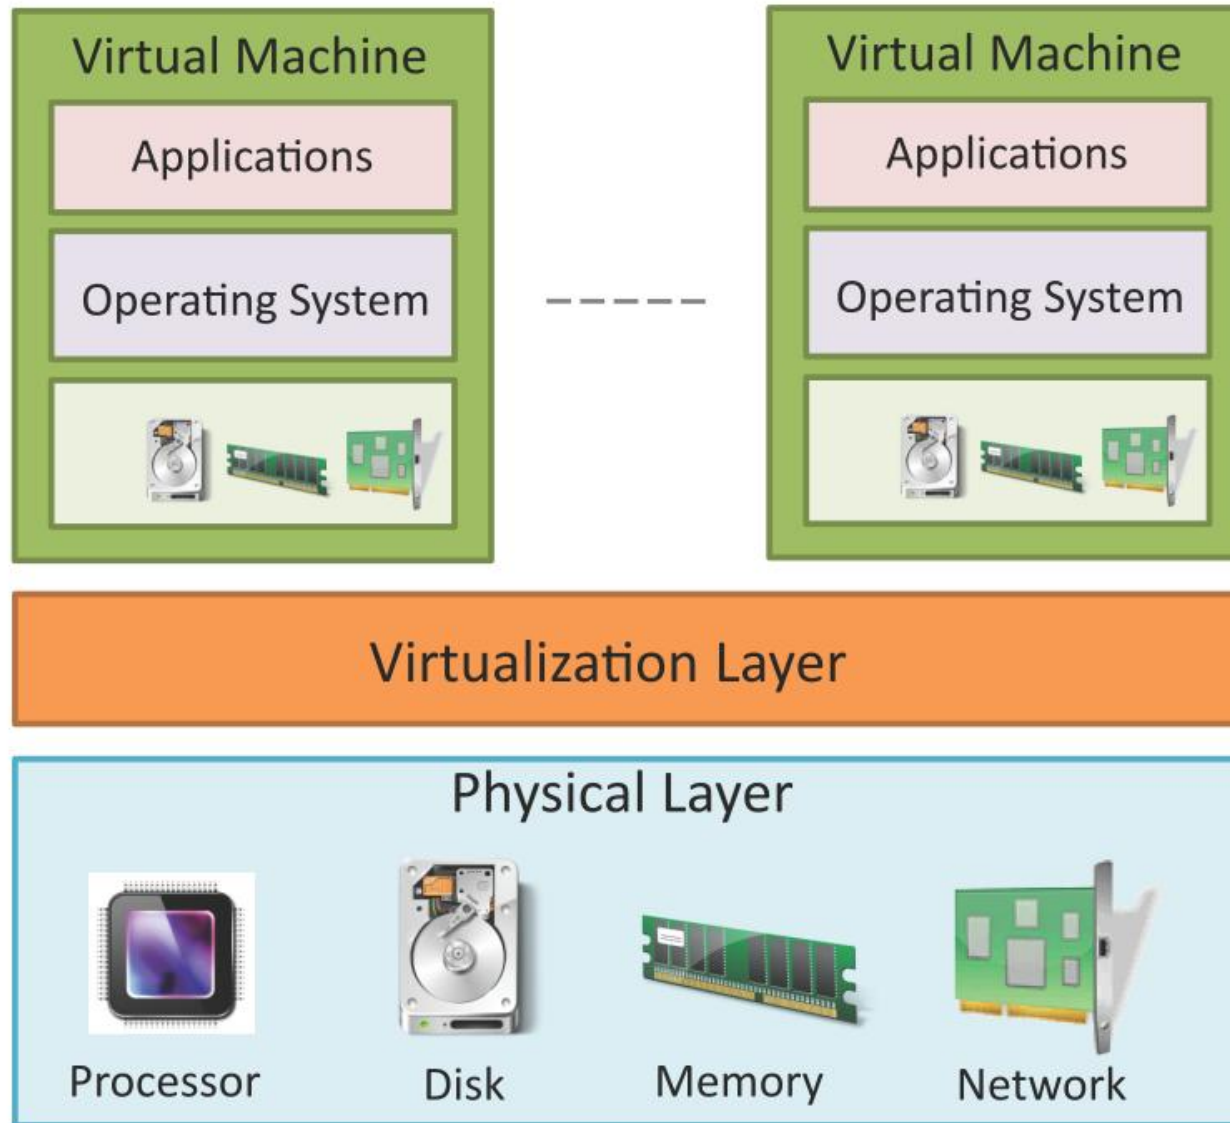 Virtual Machine
Applications
Operating System
Virtual Machine
Applications
Operating System
Virtualization Layer
Physical Layer
Processor
Disk
Memory
Network